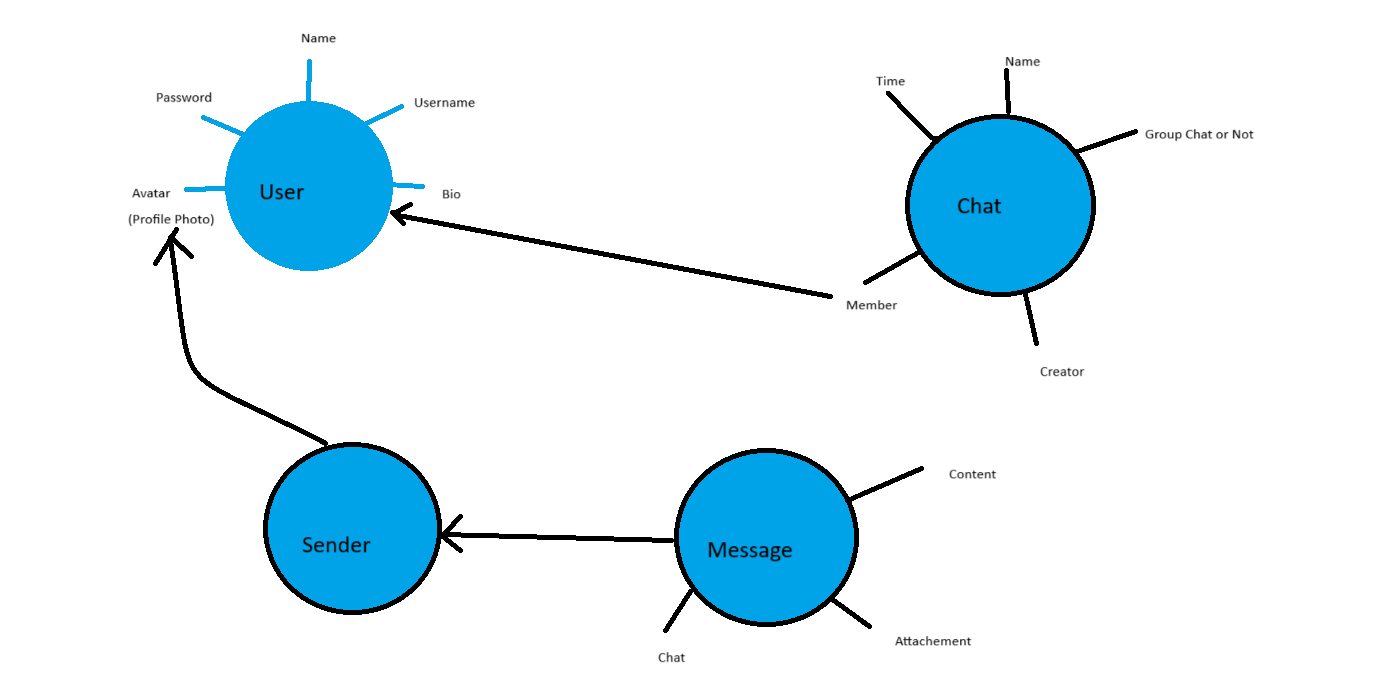 Name
Password
Username
Avatar
(Profile Photo)
User
Bio
Time
Name
Group Chat or Not
Chat
Member
Creator
Sender
Message
Content
Chat
Attachement